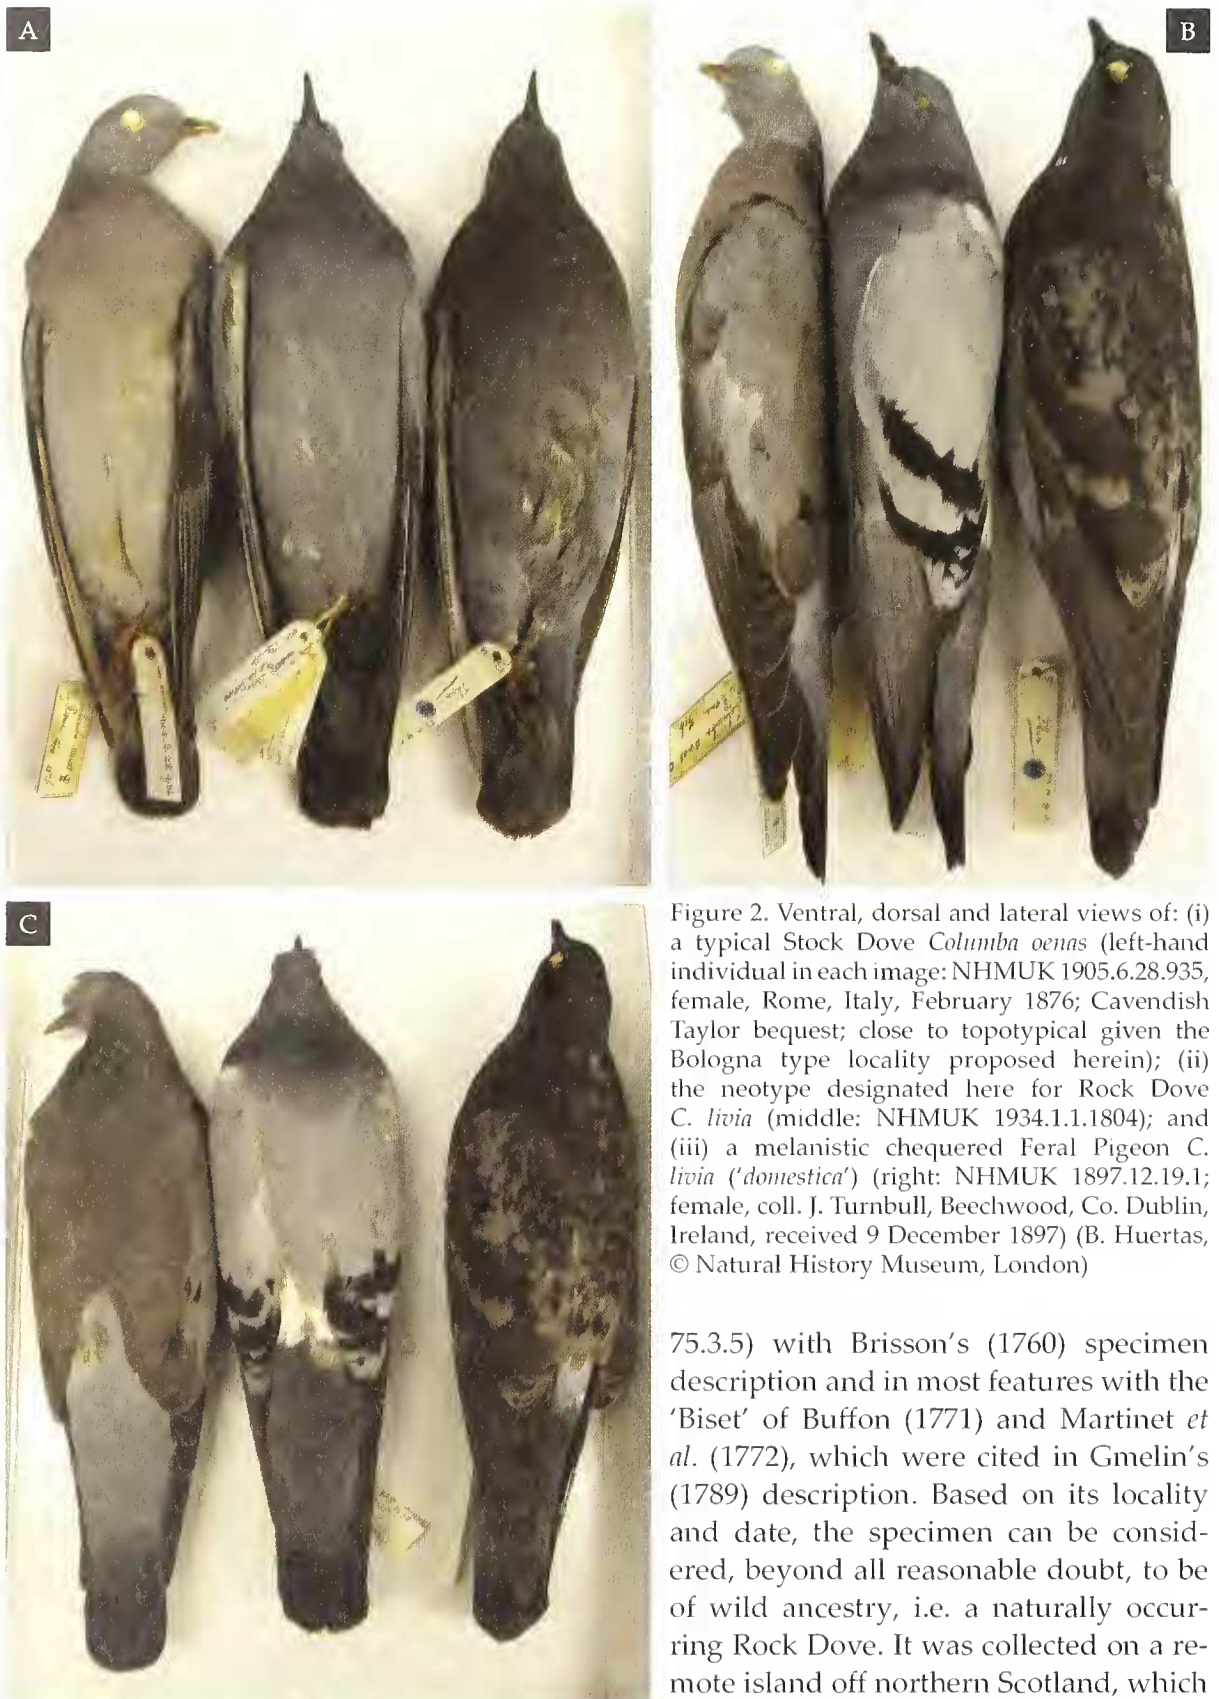 A
B
C
Figure 2. Ventral, dorsal and lateral views of: (i)
a typical Stock Dove Columba oenas (left-hand
individual in each image: NHMUK 1905.6.28.935,
female, Rome, Italy, February 1876; Cavendish
Taylor bequest; close to topotypical given the
Bologna type locality proposed herein); (ii)
the neotype designated here for Rock Dove
C. livia (middle: NHMUK 1934.1.1.1804); and
(iii) a melanistic chequered Feral Pigeon C.
livia ('domestica') (right: NHMUK 1897.12.19.1;
female, coll. J. Turnbull, Beechwood, Co. Dublin,
Ireland, received 9 December 1897) (B. Huertas,
© Natural History Museum, London)
75.3.5) with Brisson's (1760) specimen
description and in most features with the
'Biset' of Buffon (1771) and Martinet et
al. (1772), which were cited in Gmelin's
(1789) description. Based on its locality
and date, the specimen can be consid-
ered, beyond all reasonable doubt, to be
of wild ancestry, i.e. a naturally occur-
ring Rock Dove. It was collected on a re-
mote island off northern Scotland, which